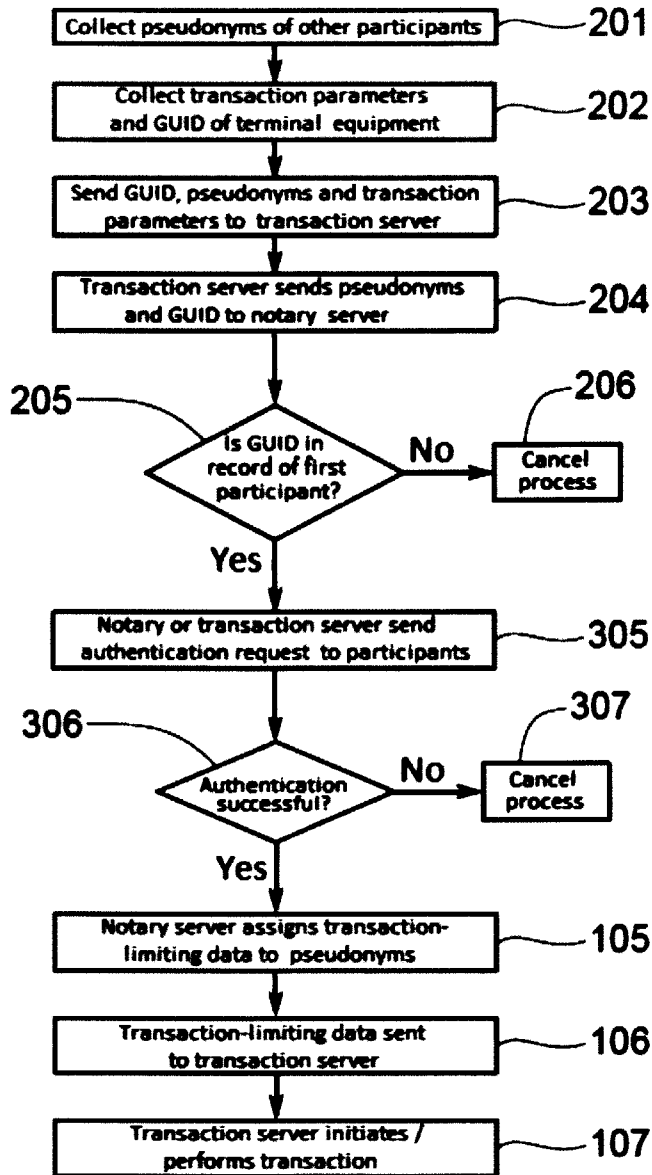 Collect pseudonyms of other participants
201
Collect transaction parameters
and GUID of terminal equipment
202
Send GUID, pseudonyms and transaction
parameters to transaction server
203
Transaction server sends pseudonyms
and GUID to notary server
204
205
Is GUID in
record of first
participant?
No
206
Cancel
process
Yes
Notary or transaction server send
authentication request to participants
305
306
Authentication
successful?
No
307
Cancel
process
Yes
Notary server assigns transaction-
limiting data to pseudonyms
105
Transaction-limiting data sent
to transaction server
106
Transaction server initiates /
performs transaction
107